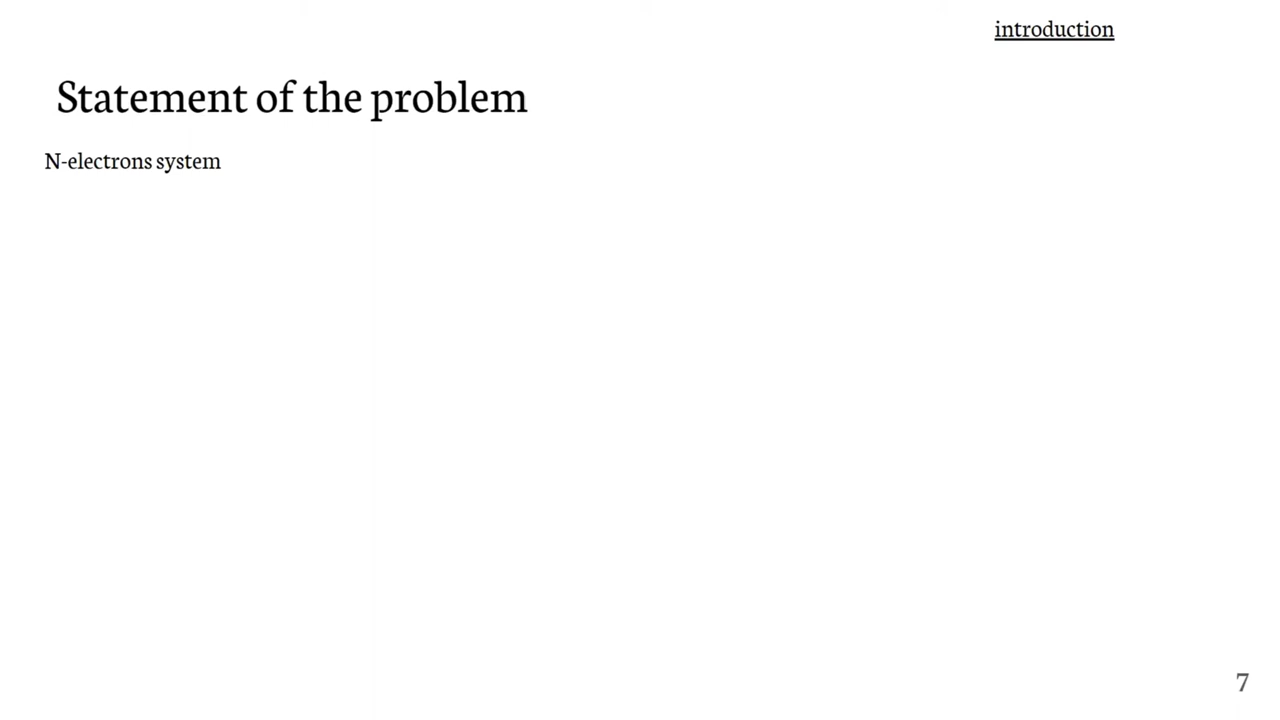 introduction
Statement of the problem
N-electrons system
7